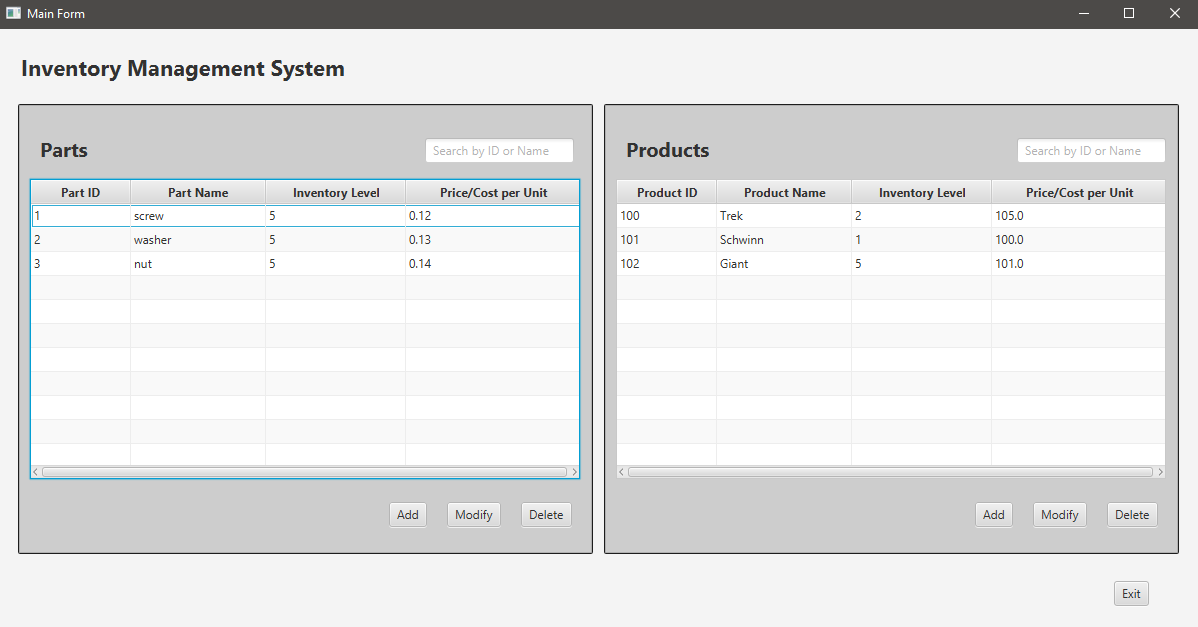 Main Form
Inventory Management System
Parts
Search by ID or Name
Part ID Part Name Inventory Level Price/Cost per Unit
1 screw 5 0.12
2 washer 5 0.13
3 nut 5 0.14
Add Modify Delete
Products
Search by ID or Name
Product ID Product Name Inventory Level Price/Cost per Unit
100 Trek 2 105.0
101 Schwinn 1 100.0
102 Giant 5 101.0
Add Modify Delete
Exit